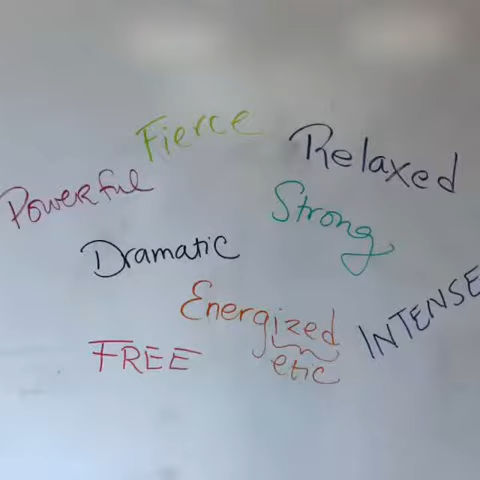 Fierce
Relaxed
Powerful
Strong
Dramatic
Energized
etic
INTENSE
FREE